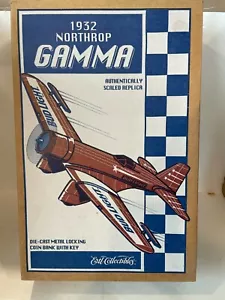 1932
NORTHROP
GAMMA
AUTHENTICALLY
SCALED REPLICA
DIE-CAST METAL LOCKING
COIN BANK WITH KEY
Ertl Collectibles